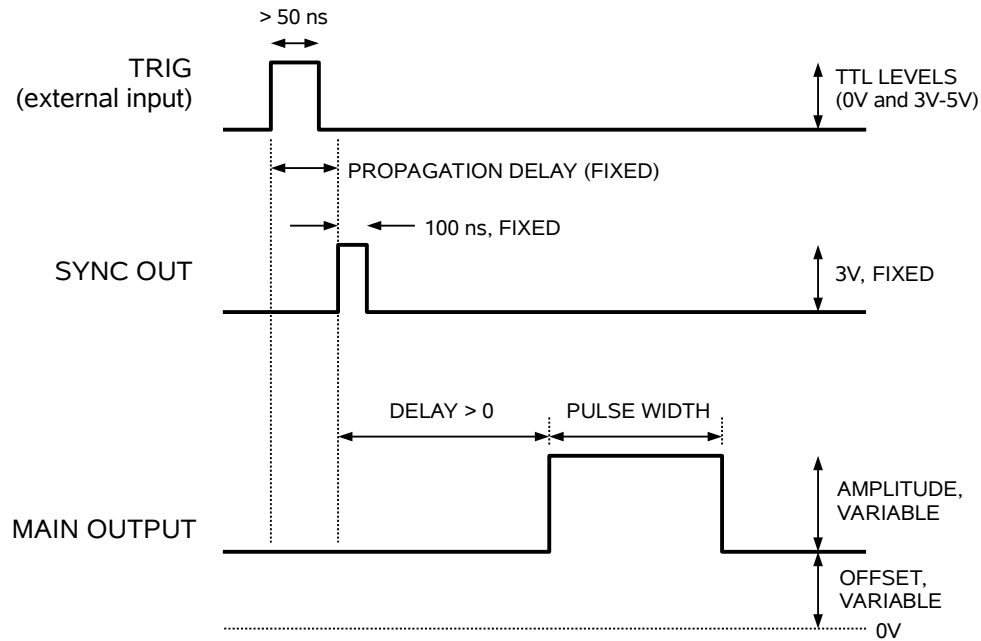 > 50 ns
TRIG
(external input)
TTL LEVELS
(0V and 3V-5V)
PROPAGATION DELAY (FIXED)
100 ns, FIXED
SYNC OUT
3V, FIXED
DELAY > 0
PULSE WIDTH
AMPLITUDE,
VARIABLE
MAIN OUTPUT
OFFSET,
VARIABLE
0V